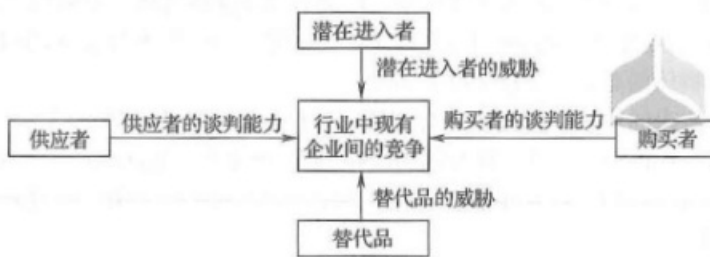 潜在进入者
潜在进入者的威胁
供应者
供应者的谈判能力
行业中现有
企业间的竞争
购买者的谈判能力
购买者
替代品的威胁
替代品